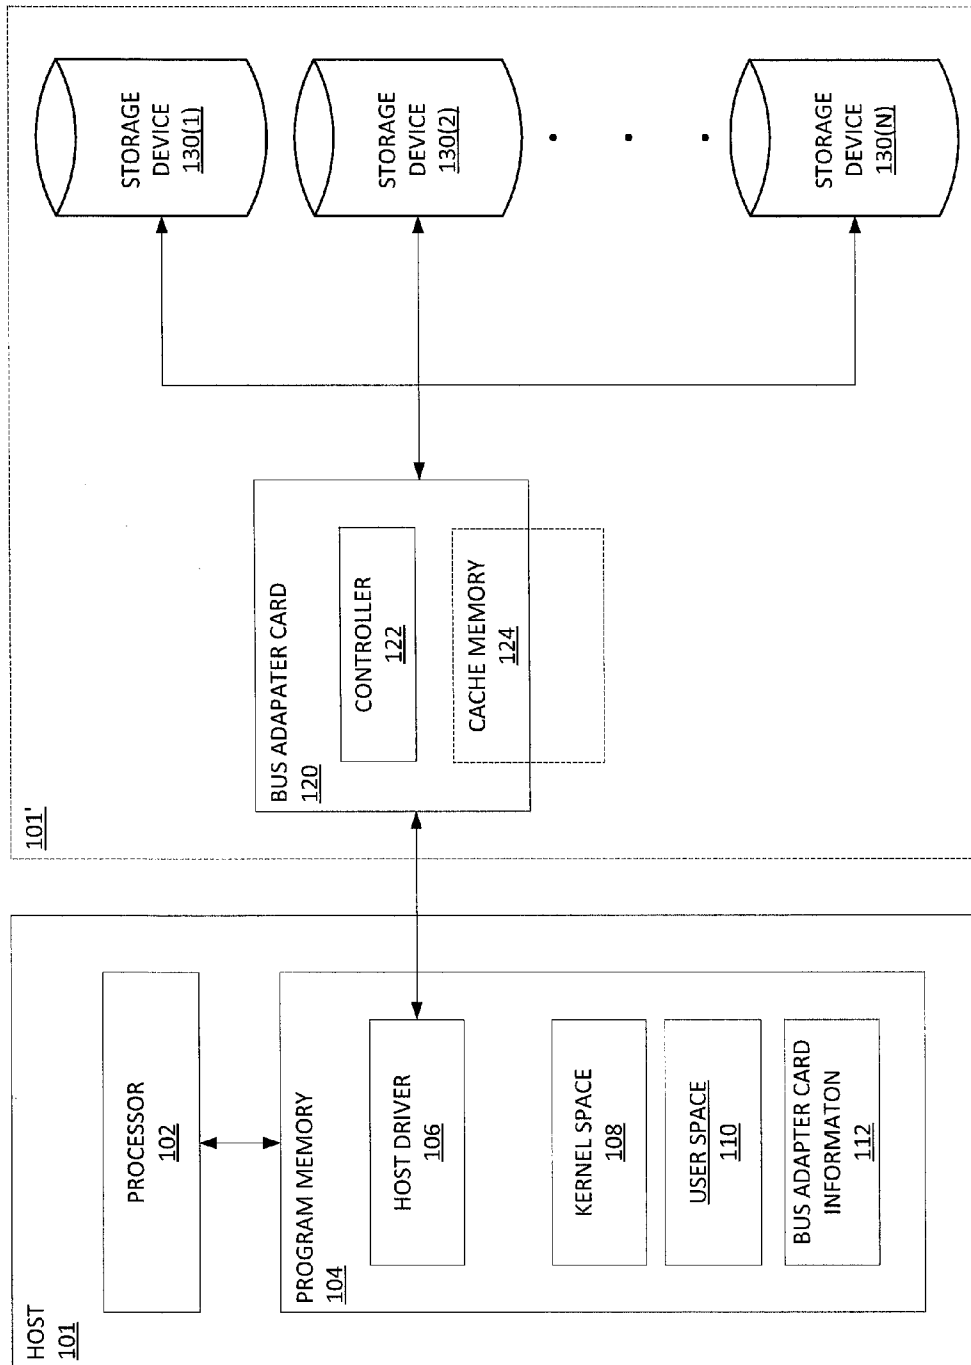 HOST
101
PROCESSOR
102
PROGRAM MEMORY
104
HOST DRIVER
106
KERNEL SPACE
108
USER SPACE
110
BUS ADAPTER CARD
INFORMATON
112
101'
BUS ADAPATER CARD
120
CONTROLLER
122
CACHE MEMORY
124
STORAGE
DEVICE
130(1)
STORAGE
DEVICE
130(2)
STORAGE
DEVICE
130(N)